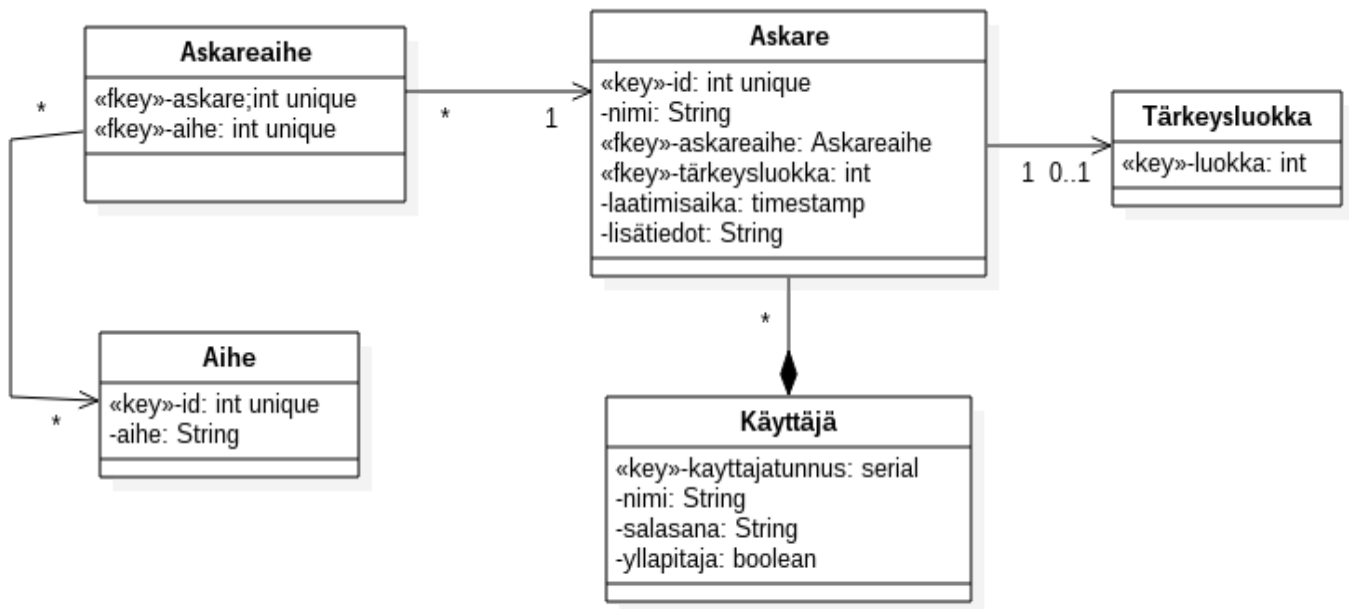 Askareaihe
«fkey»-askare;int unique
«fkey»-aihe: int unique
*
*
1
Askare
«key»-id: int unique
-nimi: String
«fkey»-askareaihe: Askareaihe
«fkey»-tärkeysluokka: int
-laatimisaika: timestamp
-lisätiedot: String
1 0..1
Tärkeysluokka
«key»-luokka: int
*
Aihe
«key»-id: int unique
-aihe: String
*
Käyttäjä
«key»-kayttajatunnus: serial
-nimi: String
-salasana: String
-yllapitaja: boolean